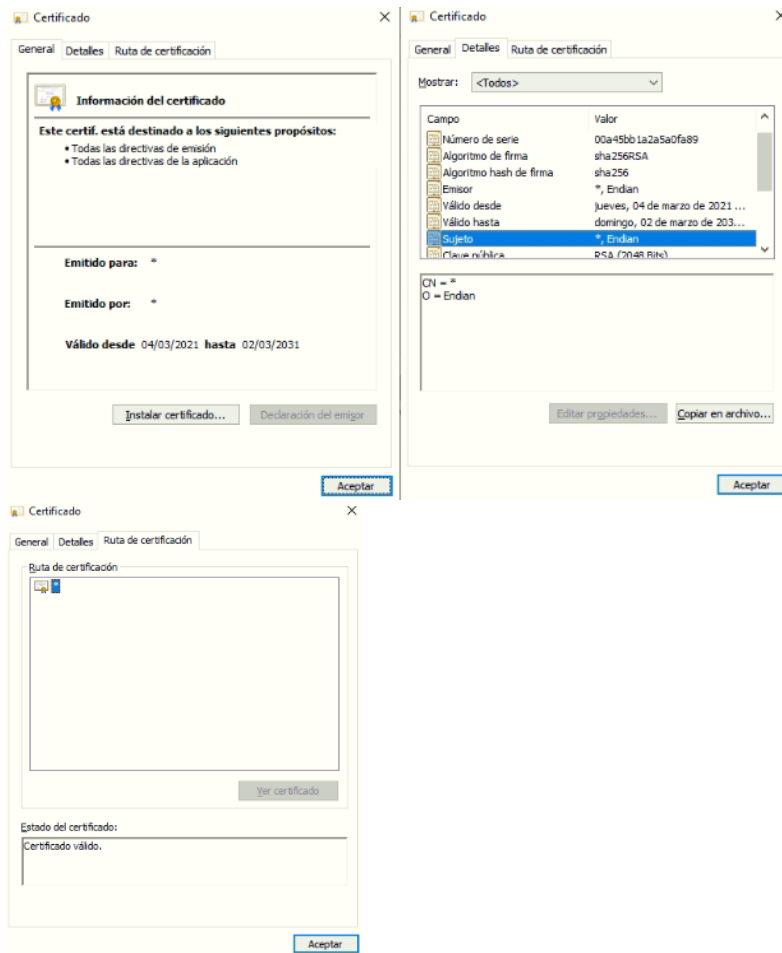 Certificado
General Detalles Ruta de certificación
Información del certificado
Este certif. está destinado a los siguientes propósitos:
• Todas las directivas de emisión
• Todas las directivas de la aplicación
Emitido para: *
Emitido por: *
Válido desde 04/03/2021 hasta 02/03/2031
Instalar certificado... Declaración del emisor
Aceptar
Certificado
General Detalles Ruta de certificación
Mostrar: <Todos>
Campo Valor
Número de serie 00a45bb1a2a5a0fa89
Algoritmo de firma sha256RSA
Algoritmo hash de firma sha256
Emisor *, Endian
Válido desde jueves, 04 de marzo de 2021 ...
Válido hasta domingo, 02 de marzo de 203...
Sujeto *, Endian
Clave pública RSA (2048 Bits)
CN = *
O = Endian
Editar propiedades... Copiar en archivo...
Aceptar
Certificado
General Detalles Ruta de certificación
Ruta de certificación
*
Ver certificado
Estado del certificado:
Certificado válido.
Aceptar